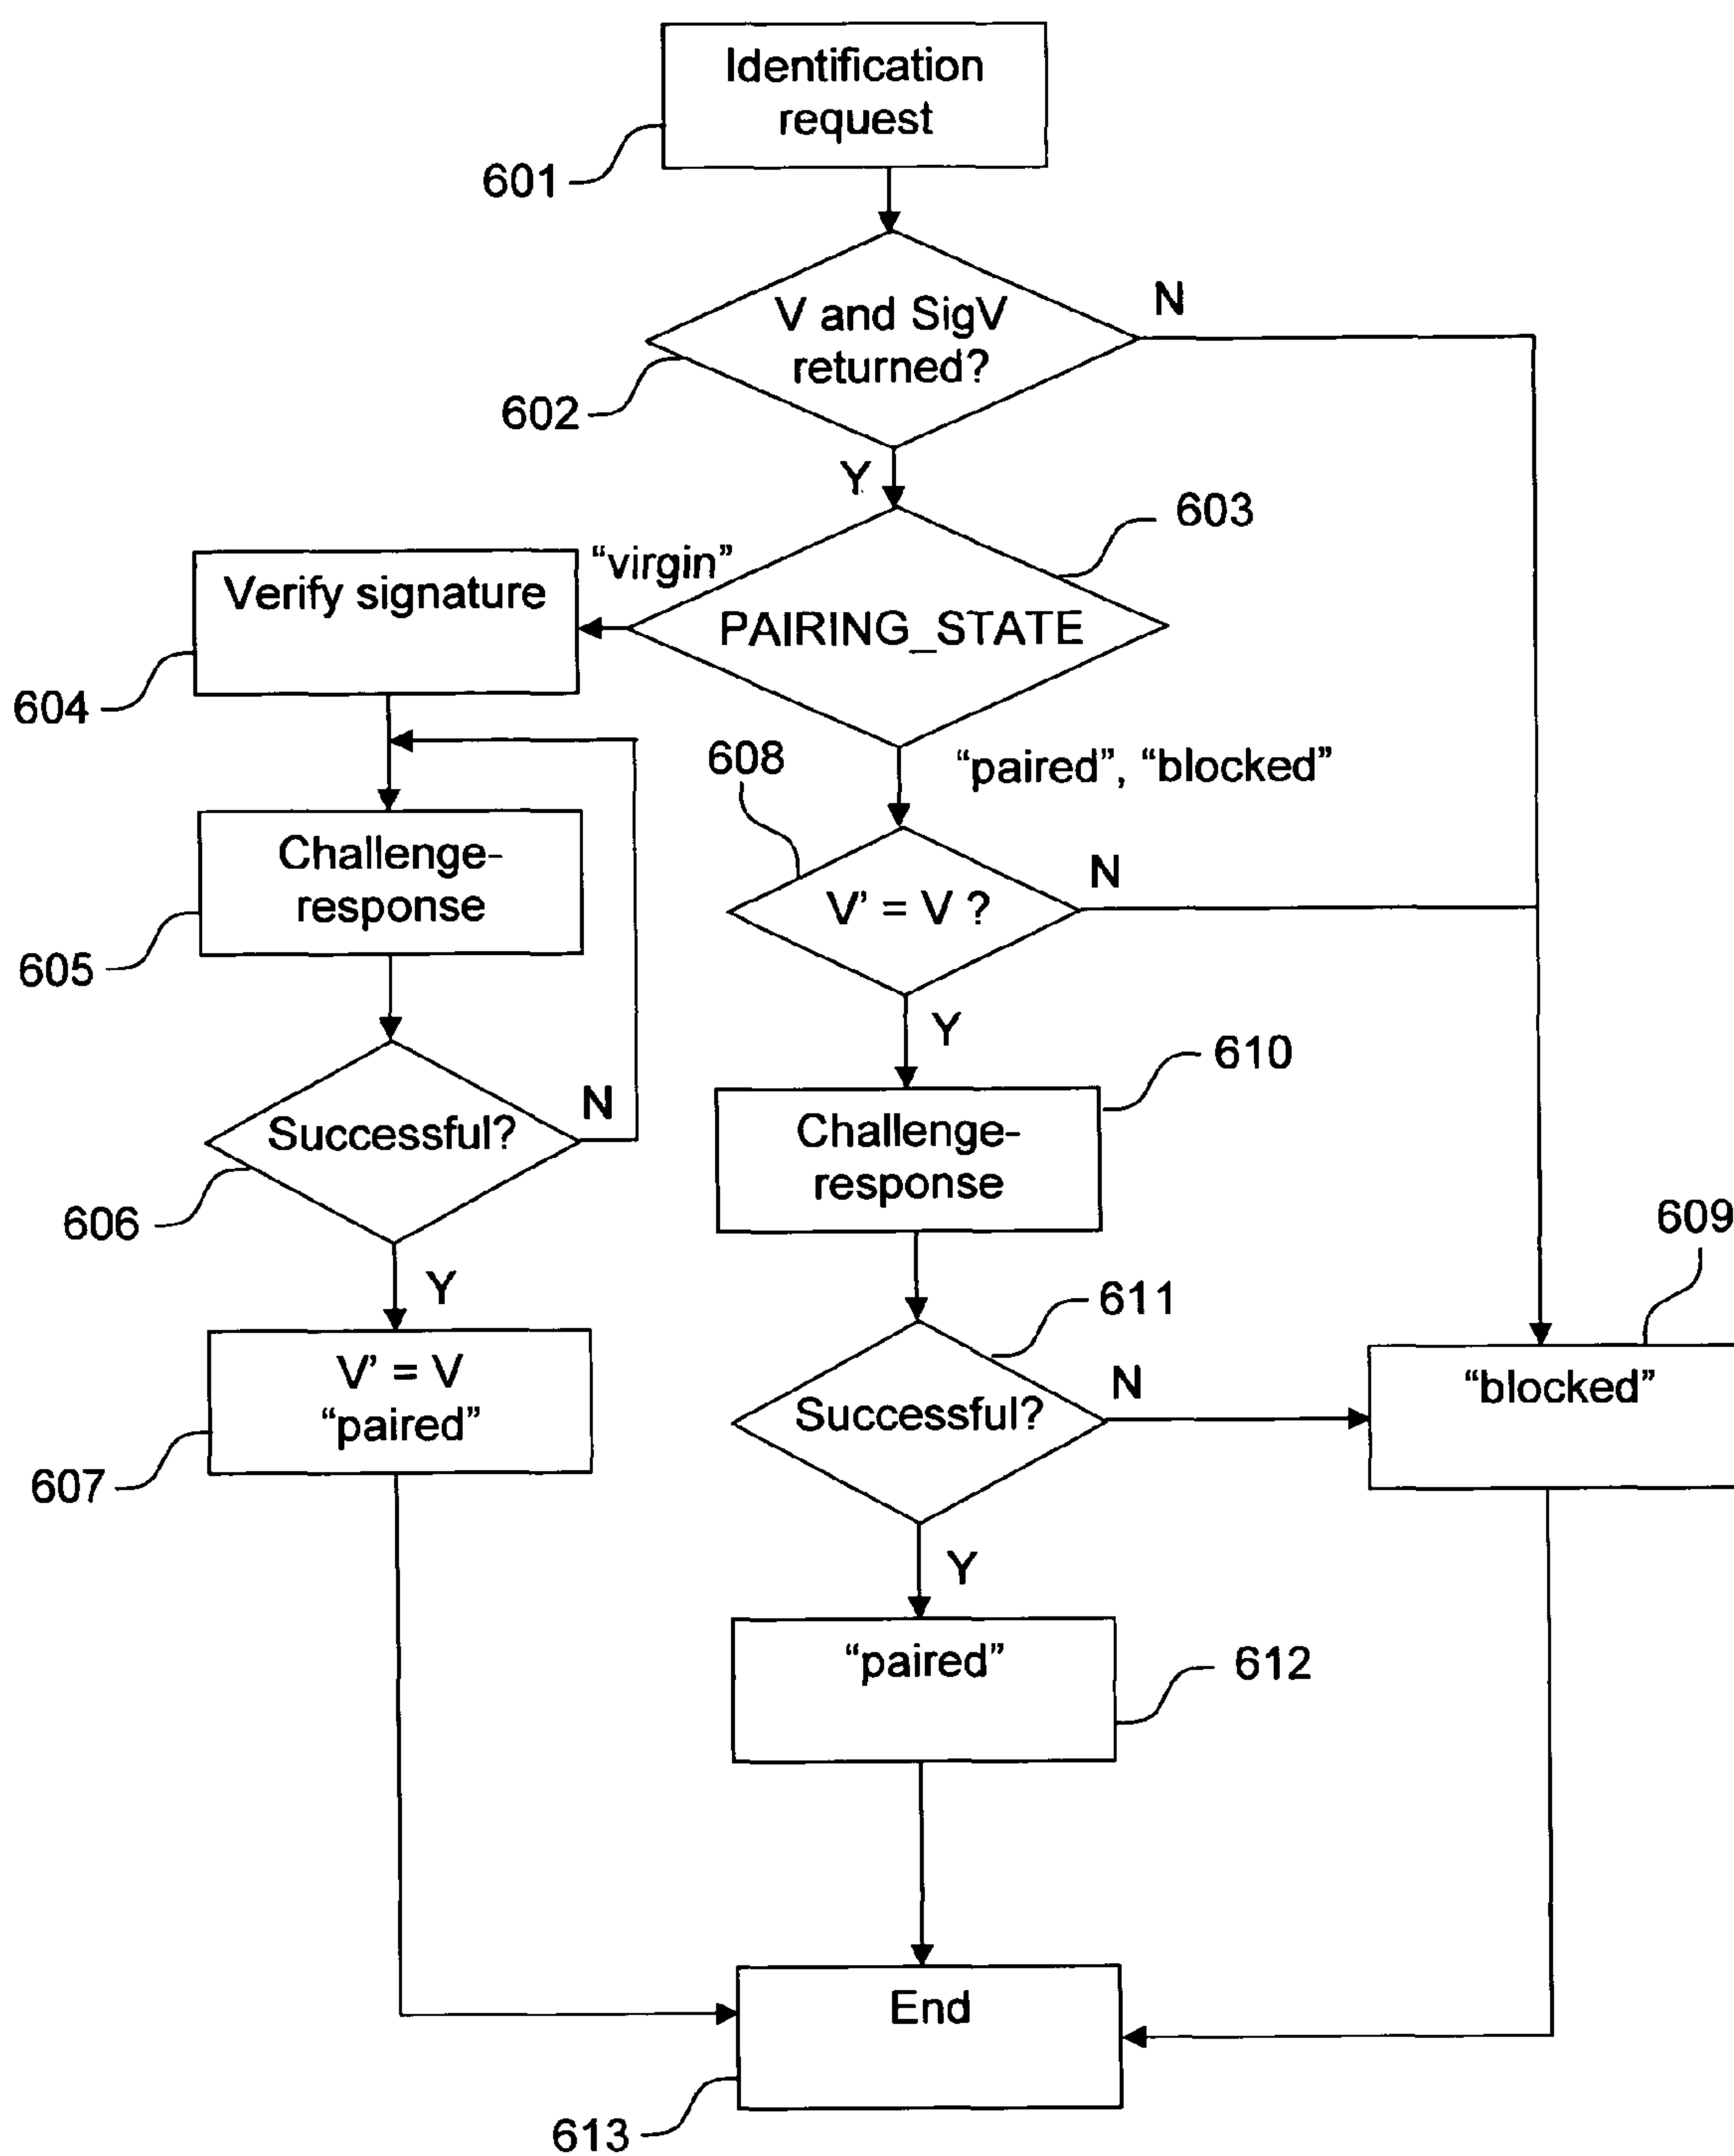 Identification
request
601
V and SigV
returned?
N
602
Y
603
“virgin”
Verify signature
PAIRING_STATE
604
“paired”, “blocked”
608
Challenge-
response
605
V’ = V ?
N
Y
610
Successful?
N
606
Challenge-
response
609
Y
611
V’ = V
“paired”
607
Successful?
N
“blocked”
Y
“paired”
612
End
613